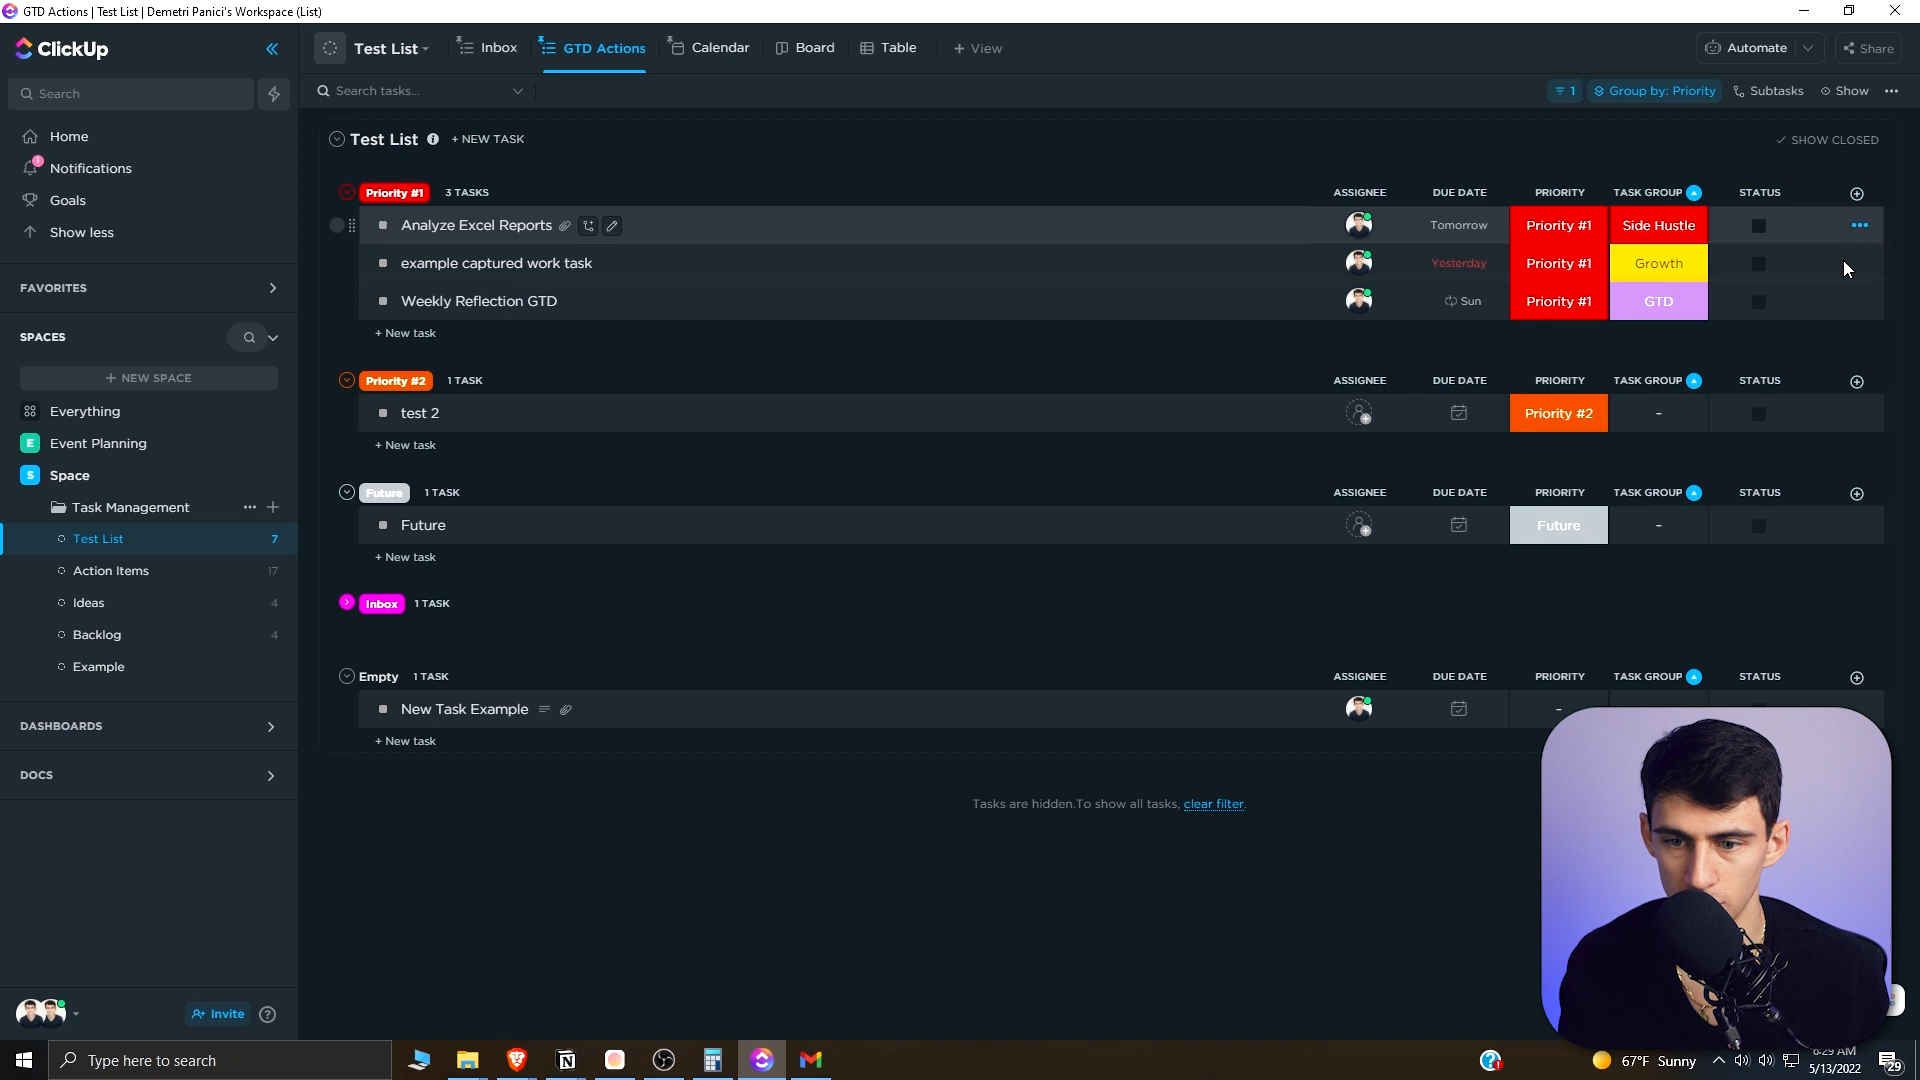 GTD Actions | Test List | Demetri Panici's Workspace (List)
ClickUp
Test List
Inbox
GTD Actions
Calendar
Board
Table
+ View
Automate
Share
Search
Search tasks...
1
Group by: Priority
Subtasks
Show
Home
1
Notifications
Goals
Show less
FAVORITES
SPACES
+ NEW SPACE
Everything
E Event Planning
S Space
Task Management
Test List 7
Action Items 17
Ideas 4
Backlog 4
Example
DASHBOARDS
DOCS
Invite
Test List + NEW TASK
SHOW CLOSED
Priority #1 3 TASKS ASSIGNEE DUE DATE PRIORITY TASK GROUP STATUS
Analyze Excel Reports Tomorrow Priority #1 Side Hustle
example captured work task Yesterday Priority #1 Growth
Weekly Reflection GTD Sun Priority #1 GTD
+ New task
Priority #2 1 TASK ASSIGNEE DUE DATE PRIORITY TASK GROUP STATUS
test 2 Priority #2 -
+ New task
Future 1 TASK ASSIGNEE DUE DATE PRIORITY TASK GROUP STATUS
Future Future -
+ New task
Inbox 1 TASK
Empty 1 TASK ASSIGNEE DUE DATE PRIORITY TASK GROUP STATUS
New Task Example -
+ New task
Tasks are hidden.To show all tasks, clear filter.
Type here to search
67°F Sunny
6:29 AM
5/13/2022
29